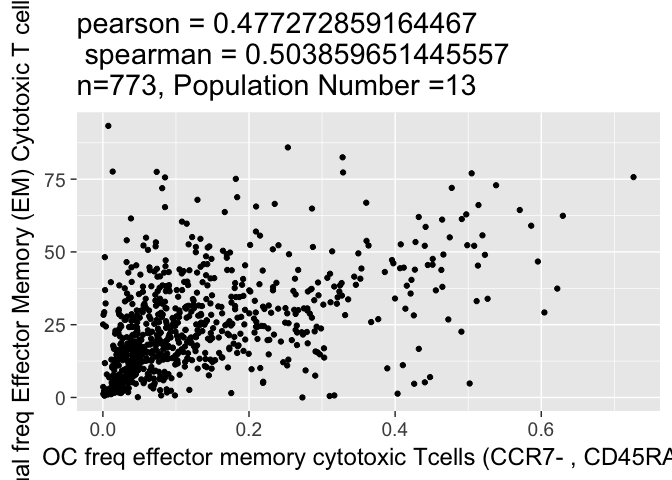 pearson = 0.477272859164467
spearman = 0.503859651445557
n=773, Population Number =13
freq Effector Memory (EM) Cytotoxic T
75
50
25
0
0.0 0.2 0.4 0.6
OC freq effector memory cytotoxic Tcells (CCR7- , CD45RA